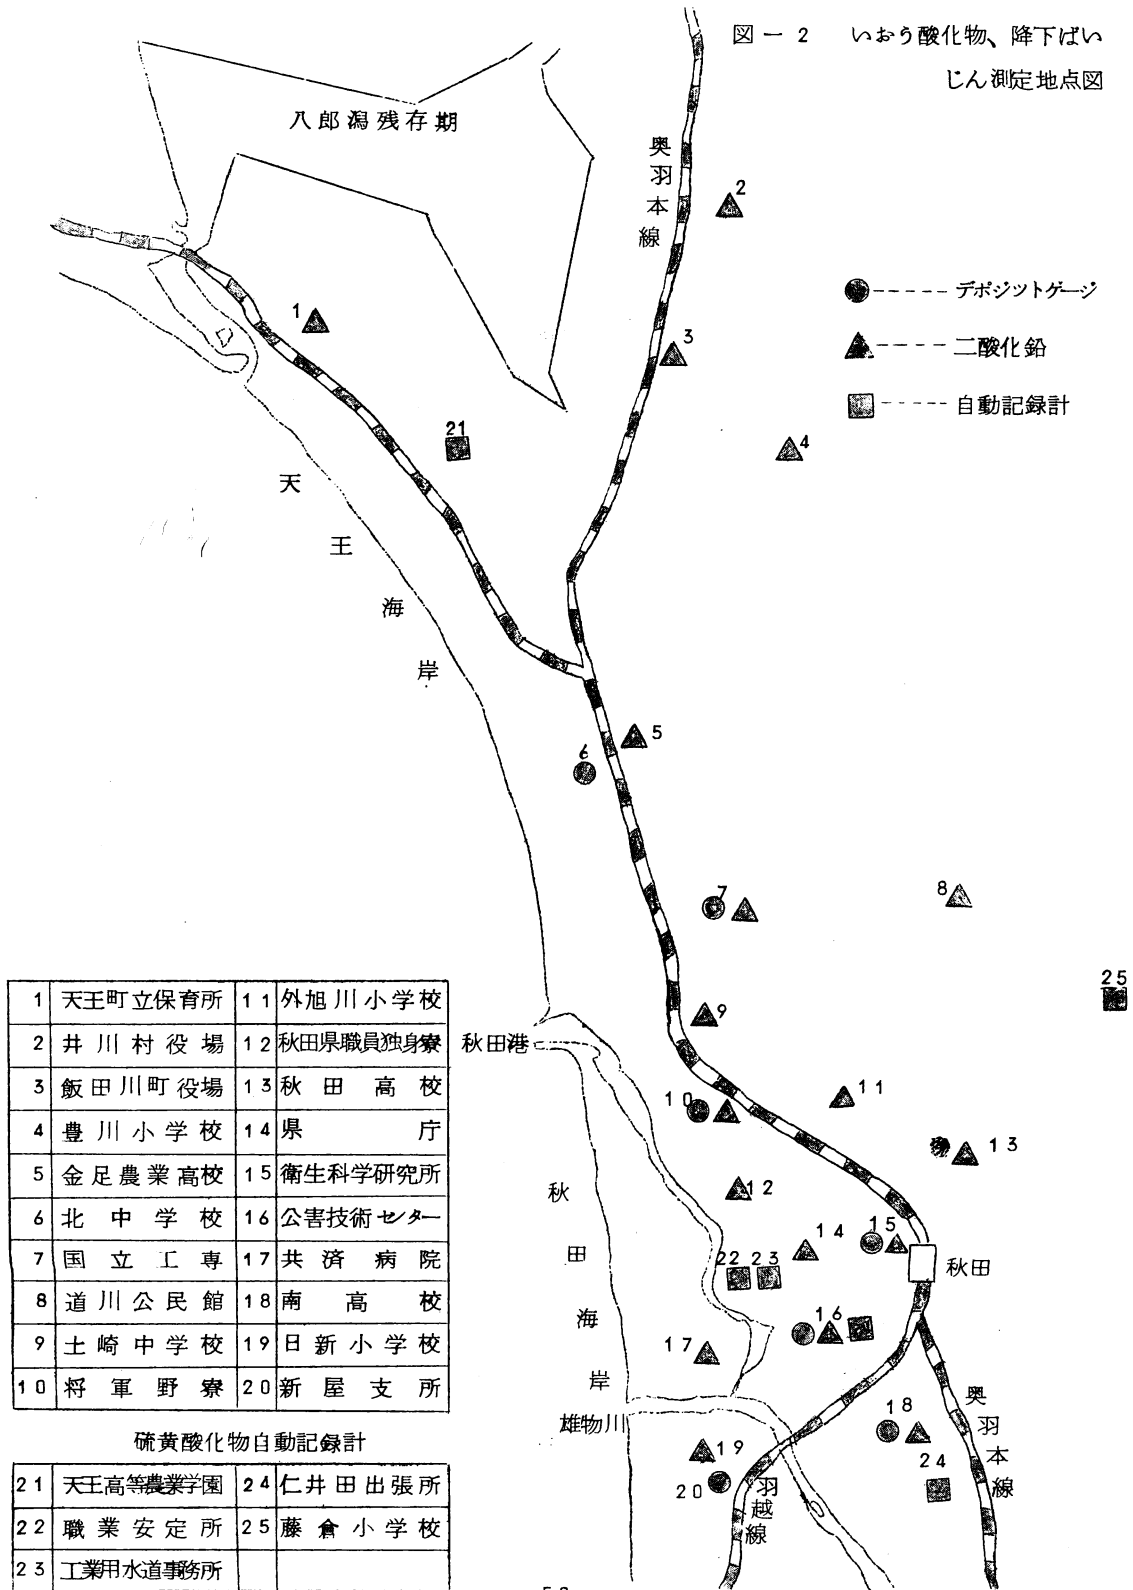 図－2 いおう酸化物、降下ばい
じん測定地点図
八郎潟残存期
奥羽本線
2
デポジットゲージ
1
3
二酸化鉛
自動記録計
21
4
天王海岸
5
6
7
8
25
9
秋田港
11
10
13
12
秋田海岸
14
15
22 23
秋田
16
17
雄物川
18
奥羽本線
19
24
20
羽越線
1 天王町立保育所 11 外旭川小学校
2 井川村役場 12 秋田県職員独身寮
3 飯田川町役場 13 秋田高校
4 豊川小学校 14 県庁
5 金足農業高校 15 衛生科学研究所
6 北中学校 16 公害技術センター
7 国立工専 17 共済病院
8 道川公民館 18 南高校
9 土崎中学校 19 日新小学校
10 将軍野寮 20 新屋支所
硫黄酸化物自動記録計
21 天王高等農業学園 24 仁井田出張所
22 職業安定所 25 藤倉小学校
23 工業用水道事務所